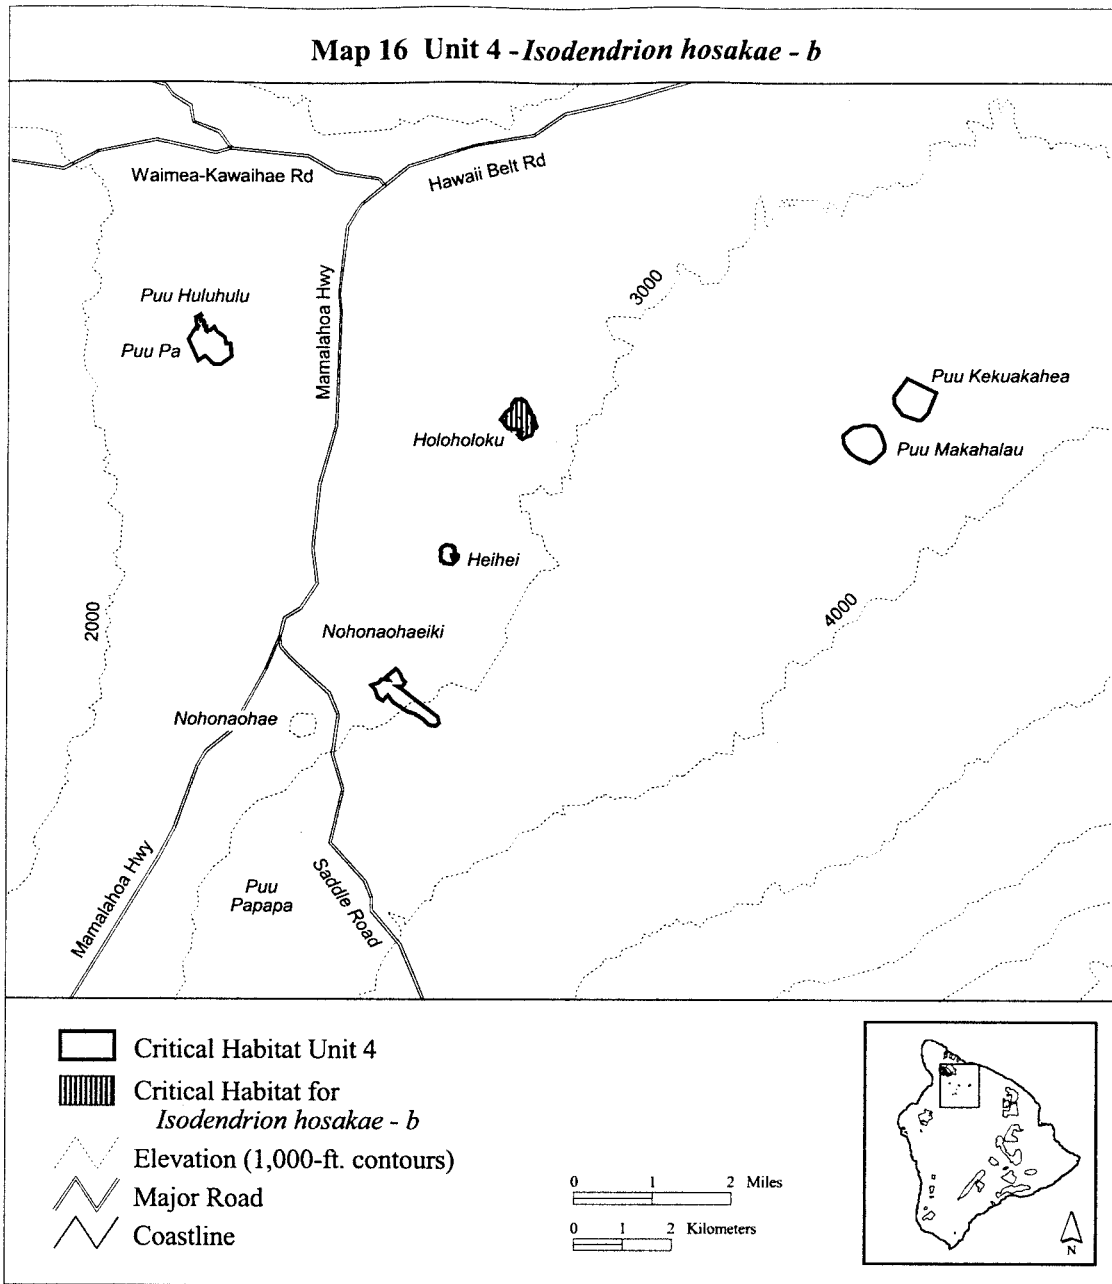 Map 16 Unit 4 - Isodendrion hosakae - b
Waimea-Kawaihae Rd
Hawaii Belt Rd
Mamalahoa Hwy
Puu Huluhulu
Puu Pa
3000
Puu Kekuakahea
Holoholoku
Puu Makahalau
Heihei
2000
4000
Nohonaohaeiki
Nohonaohae
Mamalahoa Hwy
Puu
Papapa
Saddle Road
Critical Habitat Unit 4
Critical Habitat for
Isodendrion hosakae - b
Elevation (1,000-ft. contours)
Major Road
Coastline
0 1 2 Miles
0 1 2 Kilometers
N